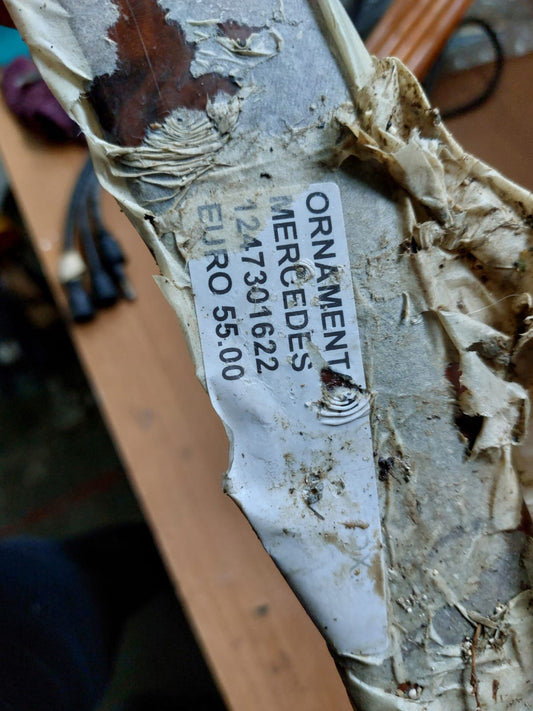 ORNAMENT
MERCEDES
1247301622
EURO 55.00